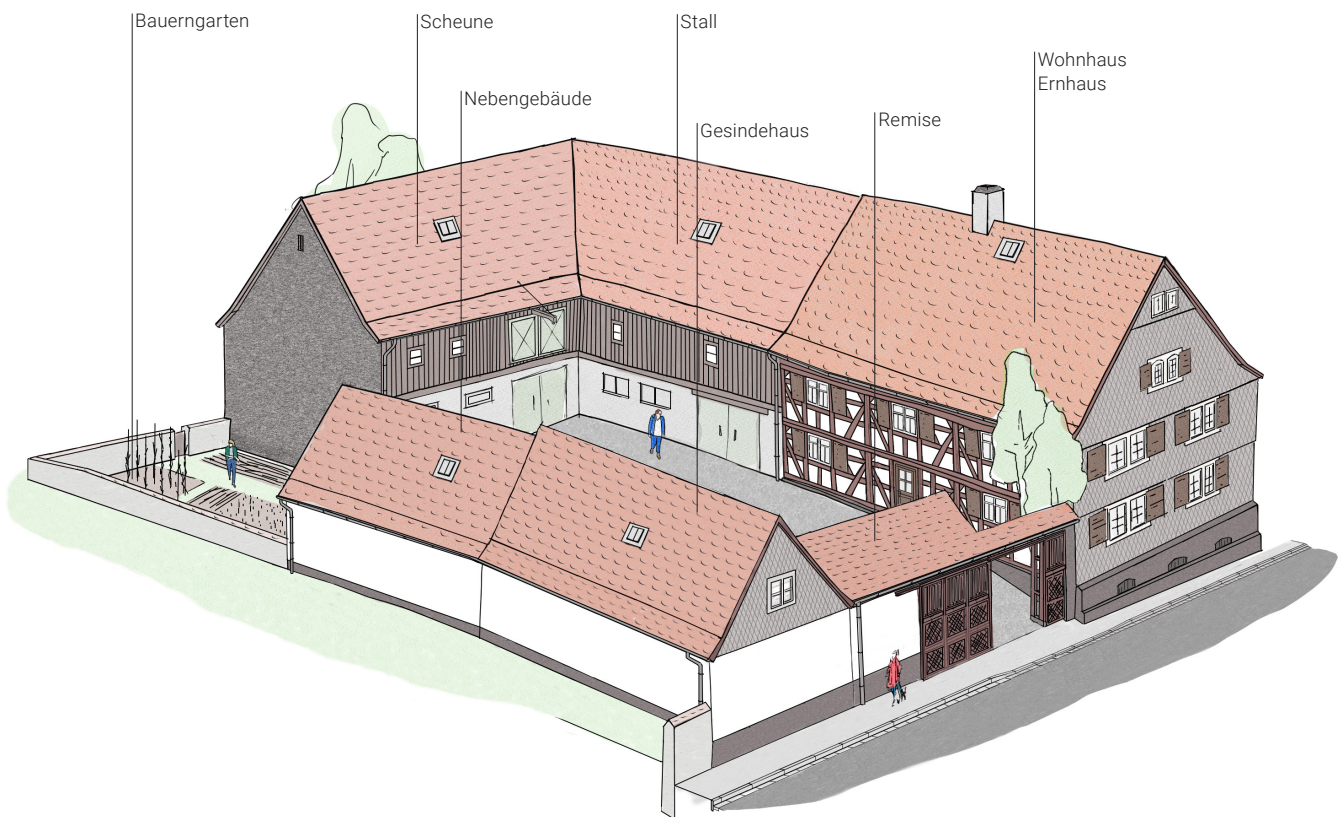 Bauerngarten
Scheune
Stall
Wohnhaus
Ernhaus
Nebengebäude
Gesindehaus
Remise